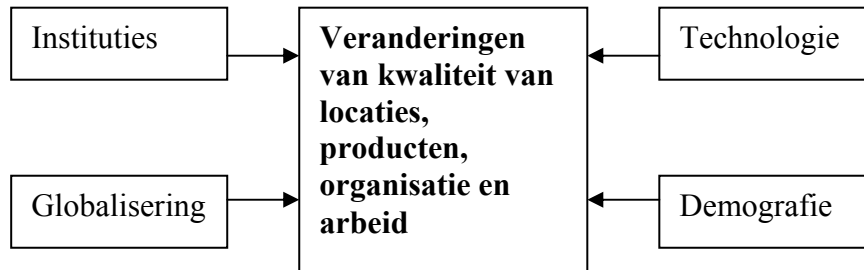 Instituties
Globalisering
Veranderingen
van kwaliteit van
locaties,
producten,
organisatie en
arbeid
Technologie
Demografie